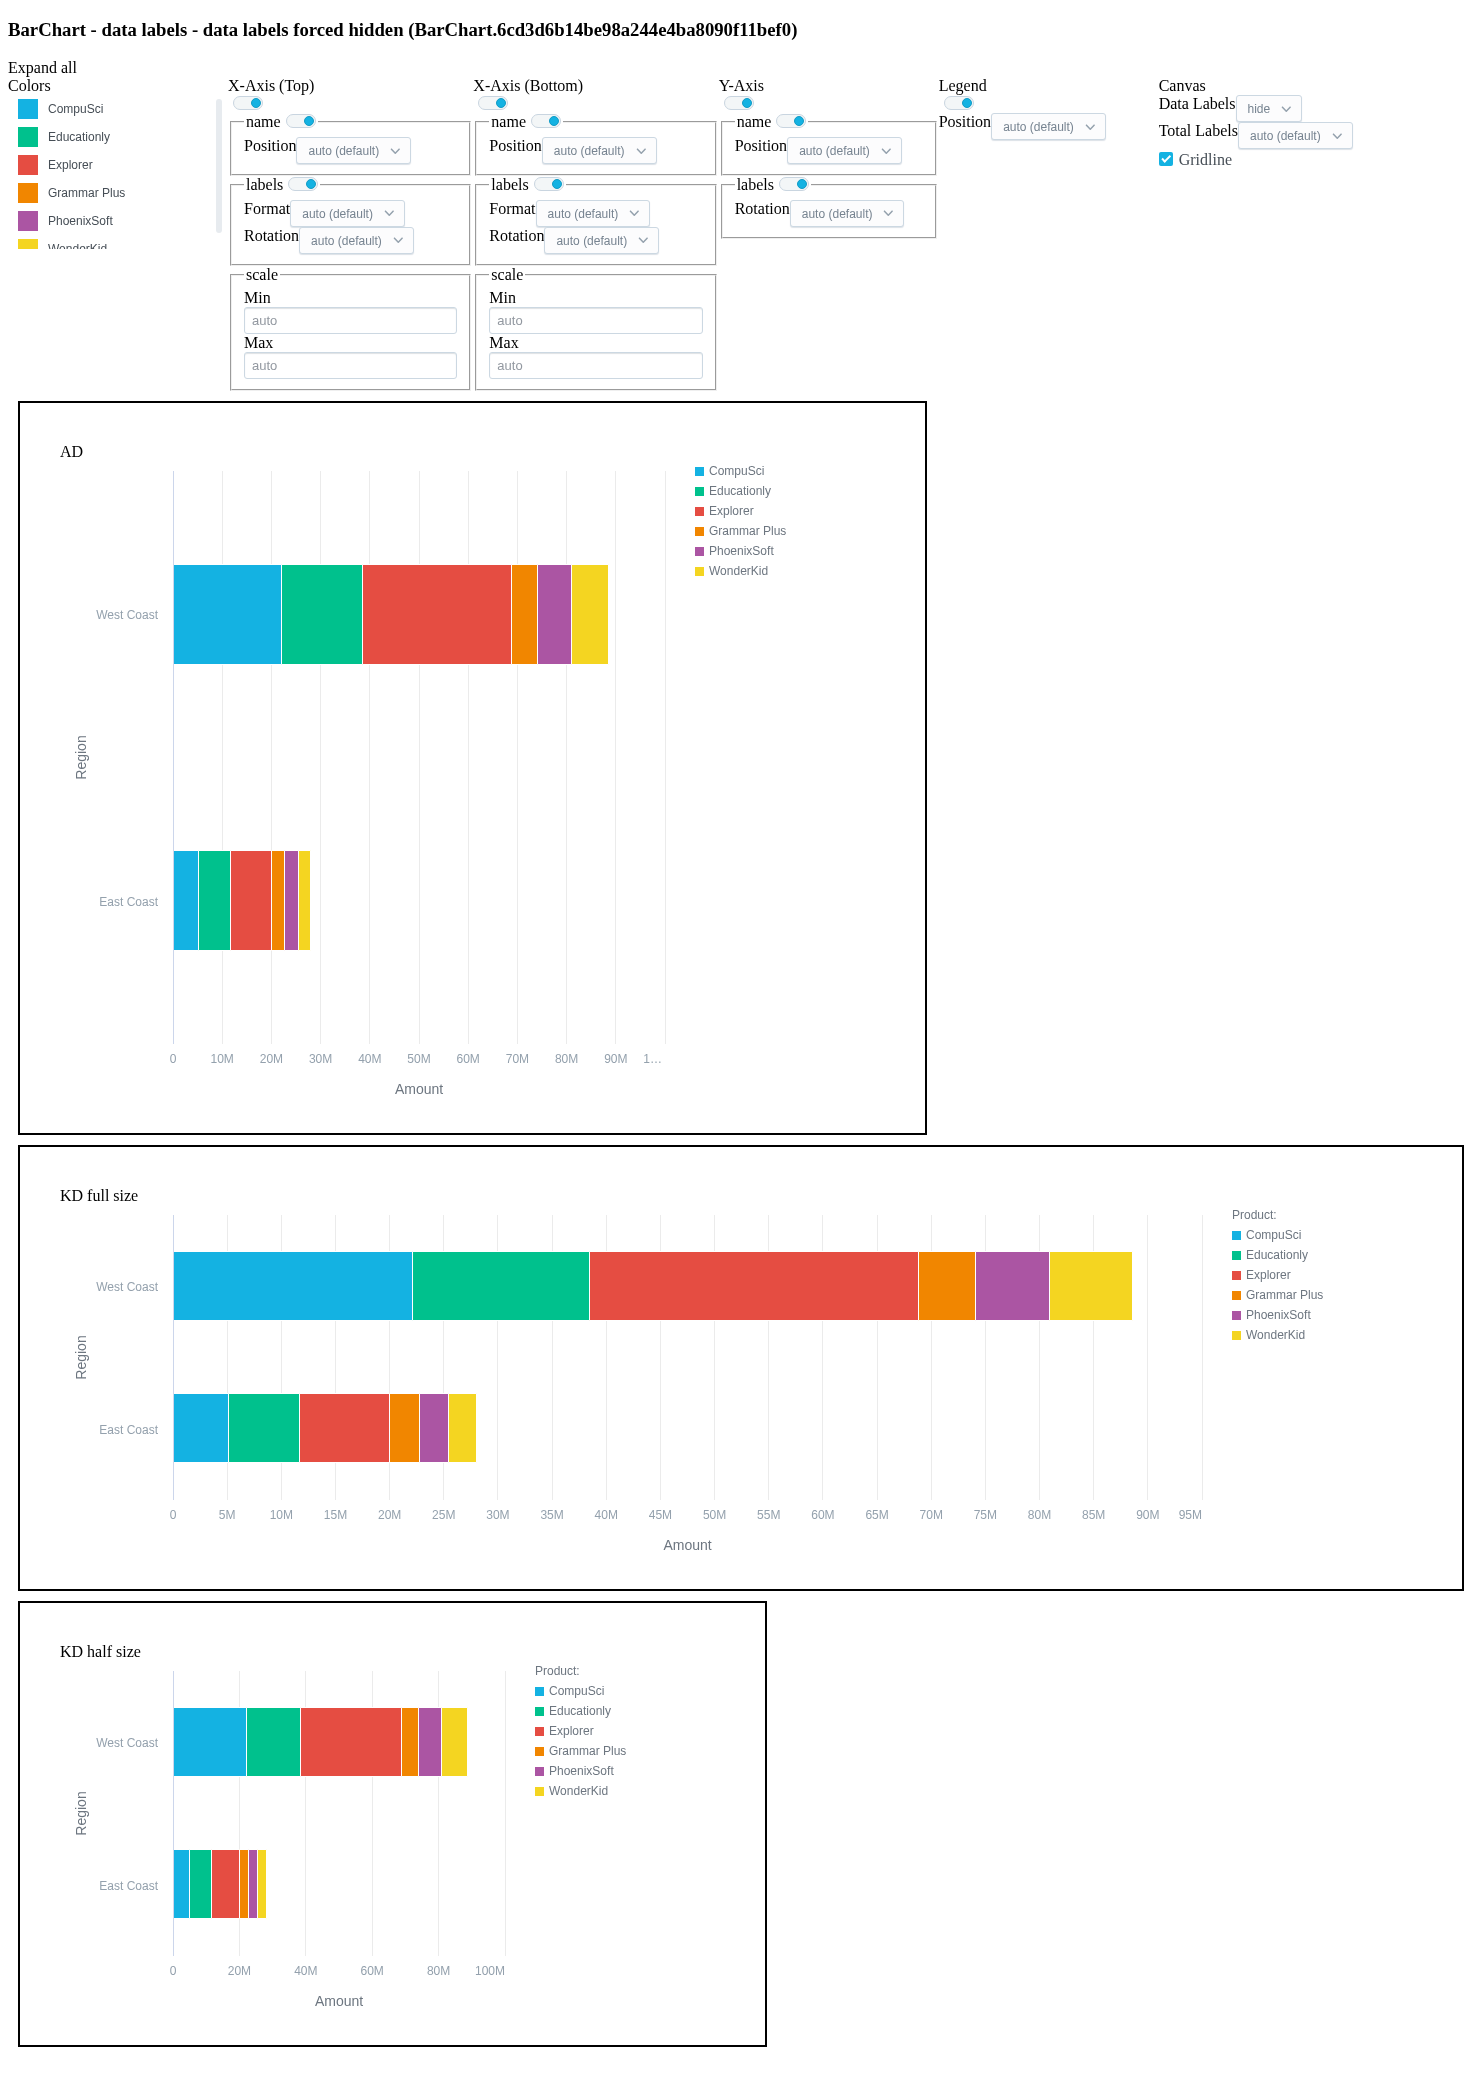 BarChart - data labels - data labels forced hidden (BarChart.6cd3d6b14be98a244e4ba8090f11bef0)
Expand all
Colors
CompuSci
Educationly
Explorer
Grammar Plus
PhoenixSoft
WonderKid
X-Axis (Top)
name
Position auto (default)
labels
Format auto (default)
Rotation auto (default)
scale
Min
auto
Max
auto
X-Axis (Bottom)
name
Position auto (default)
labels
Format auto (default)
Rotation auto (default)
scale
Min
auto
Max
auto
Y-Axis
name
Position auto (default)
labels
Rotation auto (default)
Legend
Position auto (default)
Canvas
Data Labels hide
Total Labels auto (default)
Gridline
AD
CompuSci
Educationly
Explorer
Grammar Plus
PhoenixSoft
WonderKid
West Coast
Region
East Coast
0 10M 20M 30M 40M 50M 60M 70M 80M 90M 1…
Amount
KD full size
Product:
CompuSci
Educationly
Explorer
Grammar Plus
PhoenixSoft
WonderKid
West Coast
Region
East Coast
0 5M 10M 15M 20M 25M 30M 35M 40M 45M 50M 55M 60M 65M 70M 75M 80M 85M 90M 95M
Amount
KD half size
Product:
CompuSci
Educationly
Explorer
Grammar Plus
PhoenixSoft
WonderKid
West Coast
Region
East Coast
0 20M 40M 60M 80M 100M
Amount